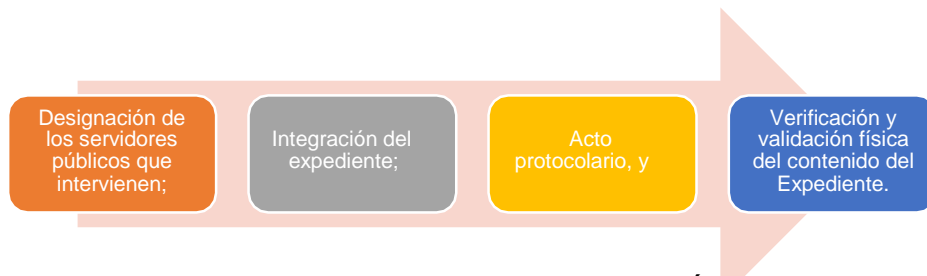 Designación de
los servidores
públicos que
intervienen;
Integración del
expediente;
Acto
protocolario, y
Verificación y
validación física
del contenido del
Expediente.